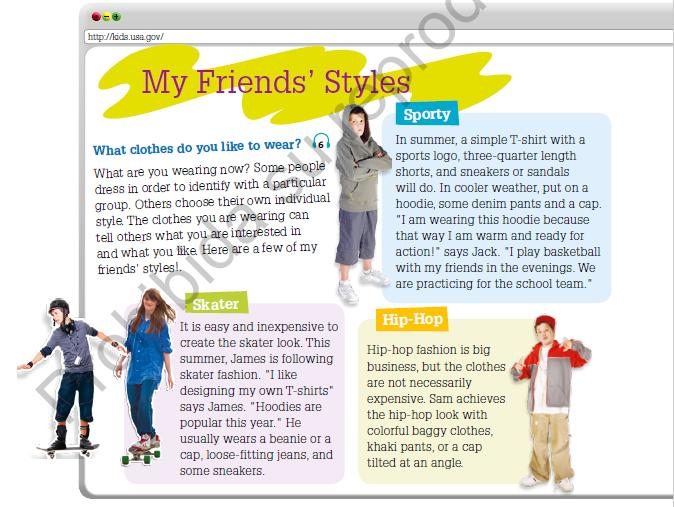 http://kids.usa.gov/
My Friends' Styles
What clothes do you like to wear? 6
What are you wearing now? Some people
dress in order to identify with a particular
group. Others choose their own individual
style. The clothes you are wearing can
tell others what you are interested in
and what you like. Here are a few of my
friends' styles!.
Sporty
In summer, a simple T-shirt with a
sports logo, three-quarter length
shorts, and sneakers or sandals
will do. In cooler weather, put on a
hoodie, some denim pants and a cap.
"I am wearing this hoodie because
that way I am warm and ready for
action!" says Jack. "I play basketball
with my friends in the evenings. We
are practicing for the school team."
Skater
It is easy and inexpensive to
create the skater look. This
summer, James is following
skater fashion. "I like
designing my own T-shirts"
says James. "Hoodies are
popular this year." He
usually wears a beanie or a
cap, loose-fitting jeans, and
some sneakers.
Hip-Hop
Hip-hop fashion is big
business, but the clothes
are not necessarily
expensive. Sam achieves
the hip-hop look with
colorful baggy clothes,
khaki pants, or a cap
tilted at an angle.
Prohibida su reprod